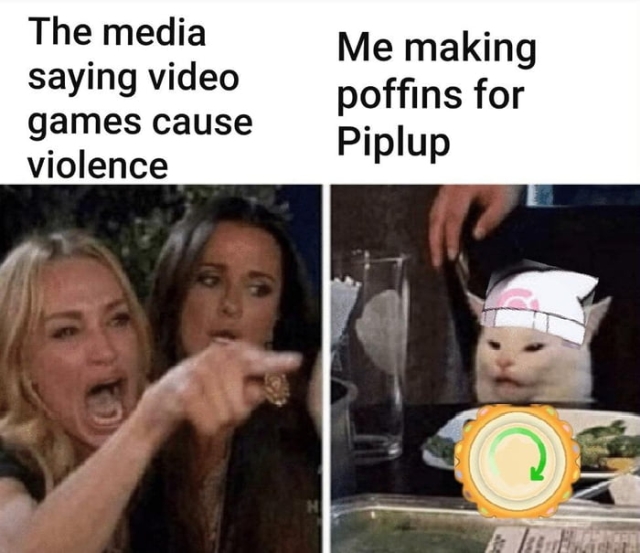 The media
saying video
games cause
violence
Me making
poffins for
Piplup